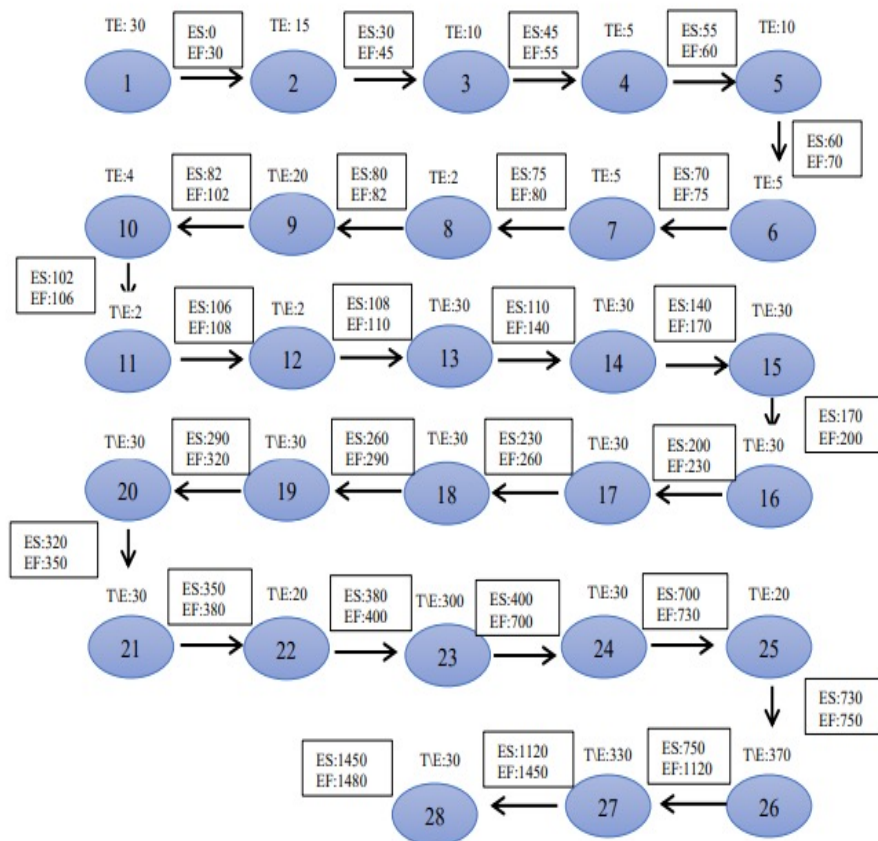 TE: 30
ES:0
EF:30
TE: 15
ES:30
EF:45
TE:10
ES:45
EF:55
TE:5
ES:55
EF:60
TE:10
1
2
3
4
5
ES:60
EF:70
TE:4
ES:82
EF:102
T\E:20
ES:80
EF:82
TE:2
ES:75
EF:80
TE:5
ES:70
EF:75
TE:5
10
9
8
7
6
ES:102
EF:106
T\E:2
ES:106
EF:108
T\E:2
ES:108
EF:110
T\E:30
ES:110
EF:140
T\E:30
ES:140
EF:170
T\E:30
11
12
13
14
15
ES:170
EF:200
T\E:30
ES:290
EF:320
T\E:30
ES:260
EF:290
T\E:30
ES:230
EF:260
T\E:30
ES:200
EF:230
T\E:30
20
19
18
17
16
ES:320
EF:350
T\E:30
ES:350
EF:380
T\E:20
ES:380
EF:400
T\E:300
ES:400
EF:700
T\E:30
ES:700
EF:730
T\E:20
21
22
23
24
25
ES:730
EF:750
ES:1450
EF:1480
T\E:30
ES:1120
EF:1450
T\E:330
ES:750
EF:1120
T\E:370
28
27
26